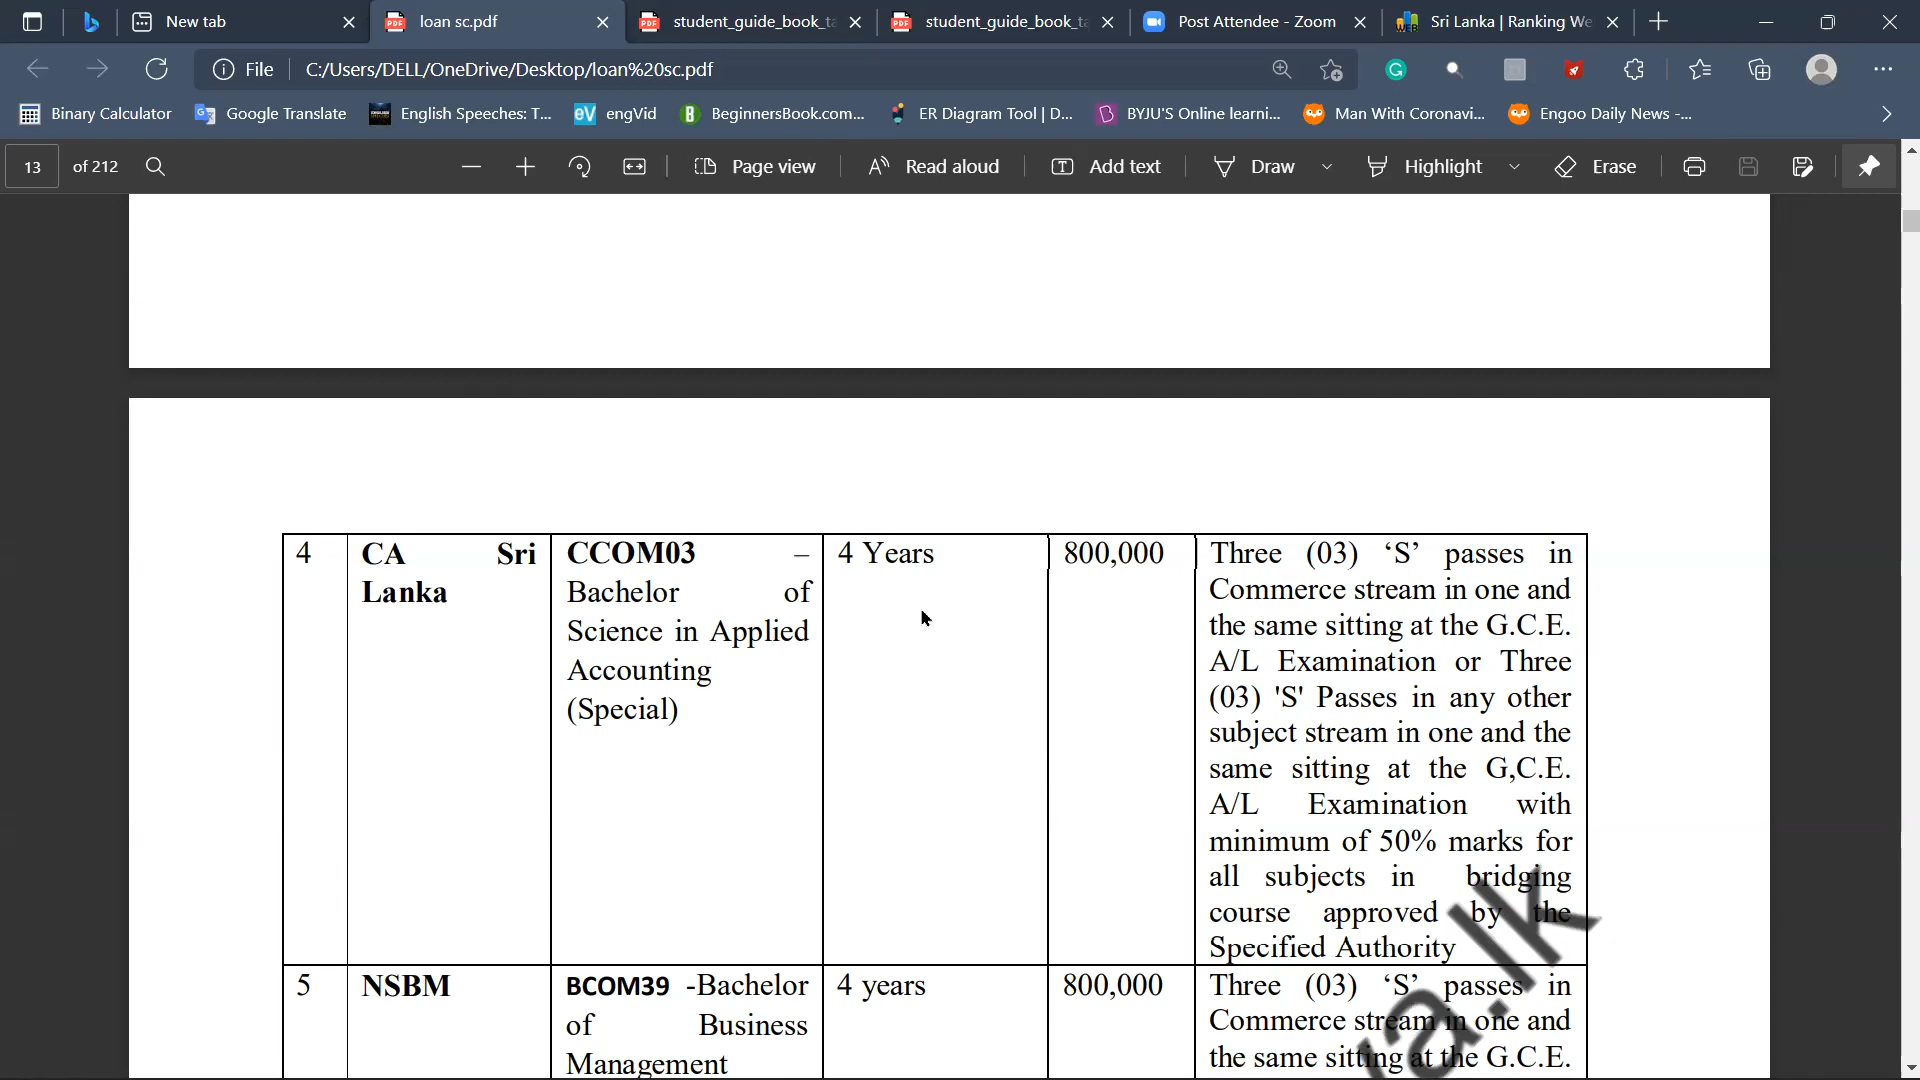 New tab
loan sc.pdf
student_guide_book_ta
student_guide_book_ta
Post Attendee - Zoom
Sri Lanka | Ranking We
File
C:/Users/DELL/OneDrive/Desktop/loan%20sc.pdf
Binary Calculator
Google Translate
English Speeches: T...
engVid
BeginnersBook.com...
ER Diagram Tool | D...
BYJU'S Online learni...
Man With Coronavi...
Engoo Daily News -...
13 of 212
Page view
Read aloud
Add text
Draw
Highlight
Erase
4
CA Sri
Lanka
CCOM03 –
Bachelor of
Science in Applied
Accounting
(Special)
4 Years
800,000
Three (03) ‘S’ passes in
Commerce stream in one and
the same sitting at the G.C.E.
A/L Examination or Three
(03) 'S' Passes in any other
subject stream in one and the
same sitting at the G,C.E.
A/L Examination with
minimum of 50% marks for
all subjects in bridging
course approved by the
Specified Authority
5
NSBM
BCOM39 -Bachelor
of Business
Management
4 years
800,000
Three (03) ‘S’ passes in
Commerce stream in one and
the same sitting at the G.C.E.
a.lk